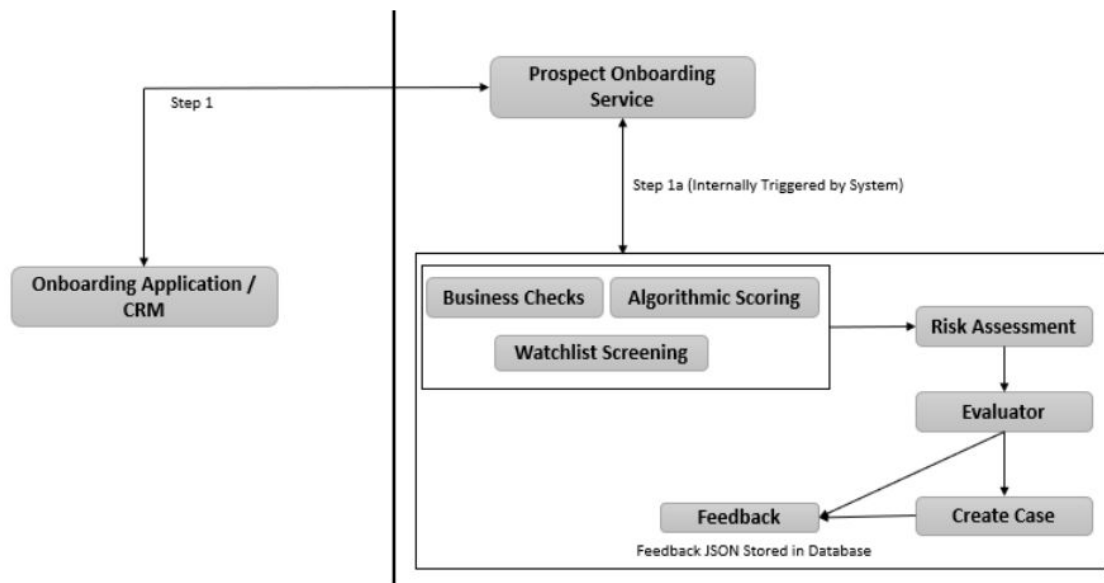 Prospect Onboarding
Service
Step 1
Step 1a (Internally Triggered by System)
Onboarding Application /
CRM
Business Checks
Algorithmic Scoring
Watchlist Screening
Risk Assessment
Evaluator
Feedback
Create Case
Feedback JSON Stored in Database